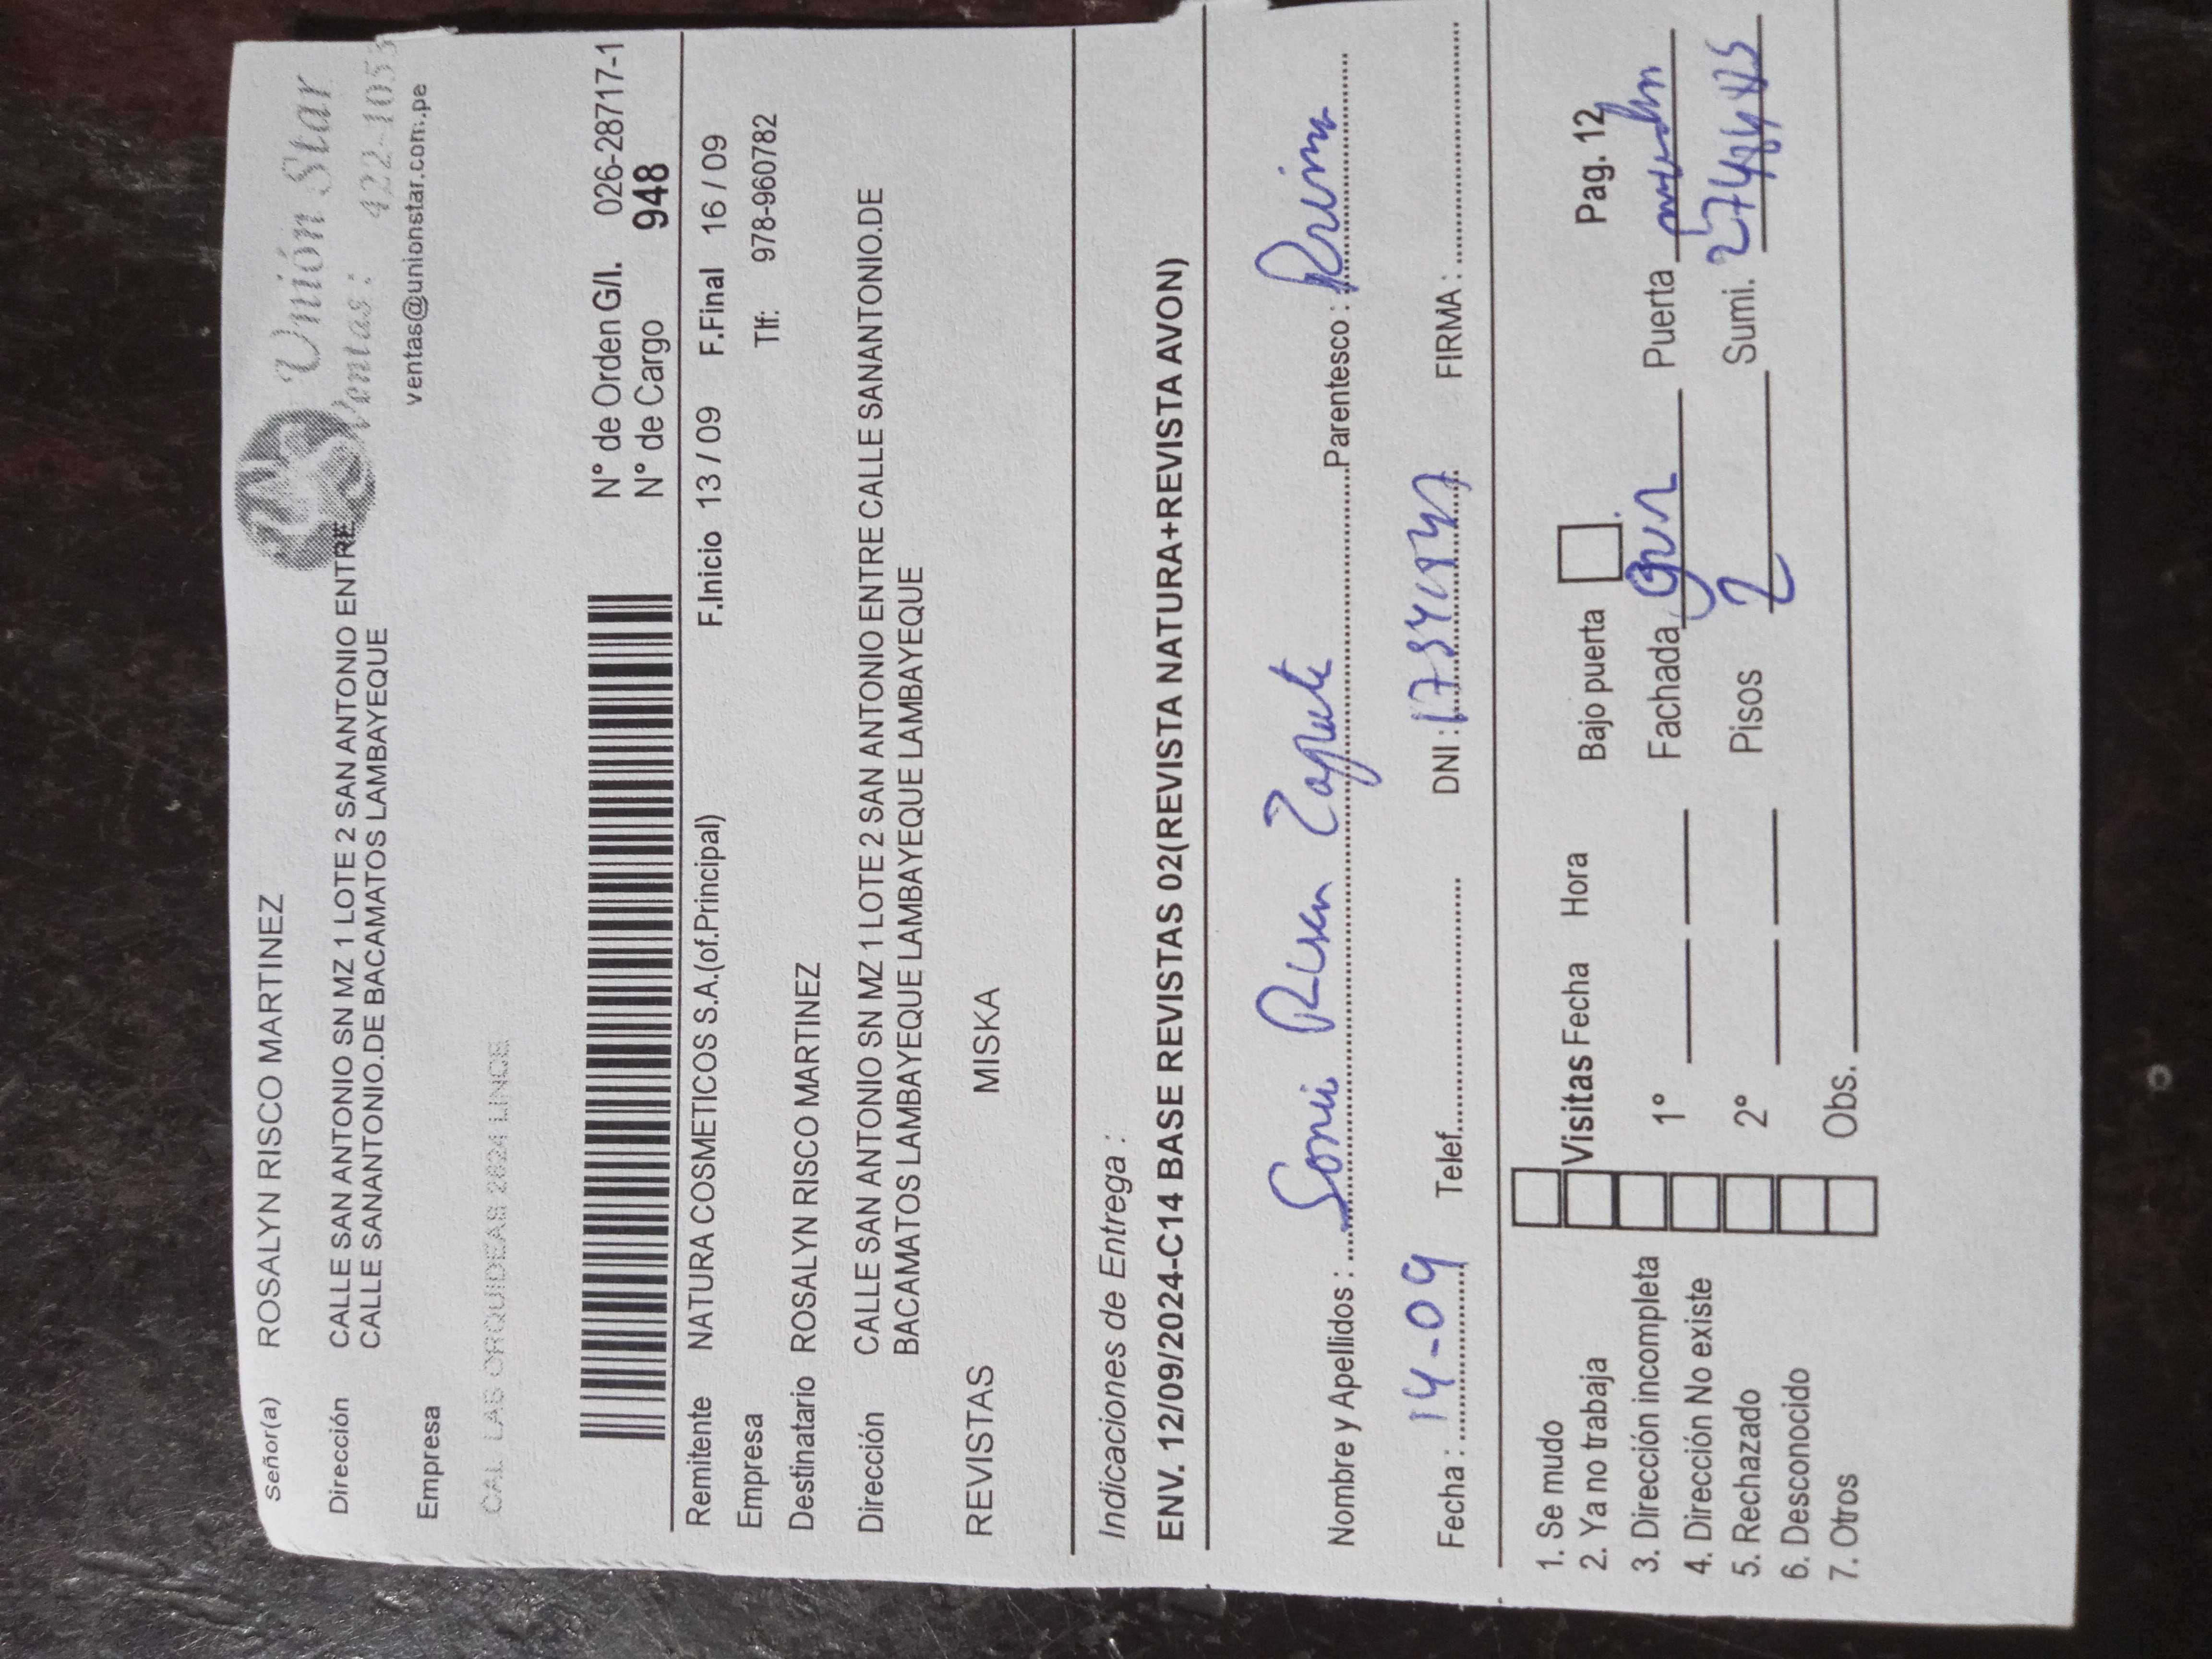 Señor(a) ROSALYN RISCO MARTINEZ
Unión Star
Ventas: 422-105
ventas@unionstar.com.pe
Dirección CALLE SAN ANTONIO SN MZ 1 LOTE 2 SAN ANTONIO ENTRE
CALLE SANANTONIO.DE BACAMATOS LAMBAYEQUE
Empresa
CAL LAS ORQUIDEAS 2624 LINCE
N° de Orden G/I. 026-28717-1
N° de Cargo 948
Remitente NATURA COSMETICOS S.A.(of.Principal) F.Inicio 13 / 09 F.Final 16 / 09
Empresa Tlf: 978-960782
Destinatario ROSALYN RISCO MARTINEZ
Dirección CALLE SAN ANTONIO SN MZ 1 LOTE 2 SAN ANTONIO ENTRE CALLE SANANTONIO.DE
BACAMATOS LAMBAYEQUE LAMBAYEQUE LAMBAYEQUE
REVISTAS MISKA
Indicaciones de Entrega :
ENV. 12/09/2024-C14 BASE REVISTAS 02(REVISTA NATURA+REVISTA AVON)
Nombre y Apellidos : Parentesco :
Fecha : 14-09 Telef. DNI : FIRMA :
1. Se mudo
2. Ya no trabaja
3. Dirección incompleta
4. Dirección No existe
5. Rechazado
6. Desconocido
7. Otros
Visitas Fecha Hora
1°
2°
Obs.
Bajo puerta Pag. 12
Fachada Puerta
Pisos 2 Sumi.